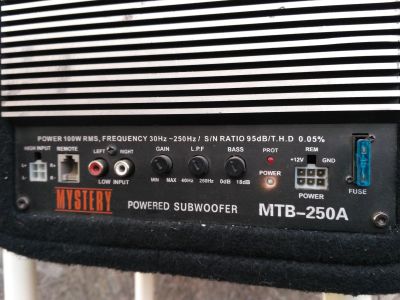 POWER 100W RMS, FREQUENCY 30Hz ~250Hz / S/N RATIO 95dB/T.H.D 0.05%
HIGH INPUT REMOTE LEFT RIGHT GAIN L.P.F BASS PROT REM
L+ R+ POWER +12V GND
L- R-
LOW INPUT MIN MAX 40Hz 250Hz 0dB 18dB POWER FUSE
MYSTERY POWERED SUBWOOFER MTB-250A